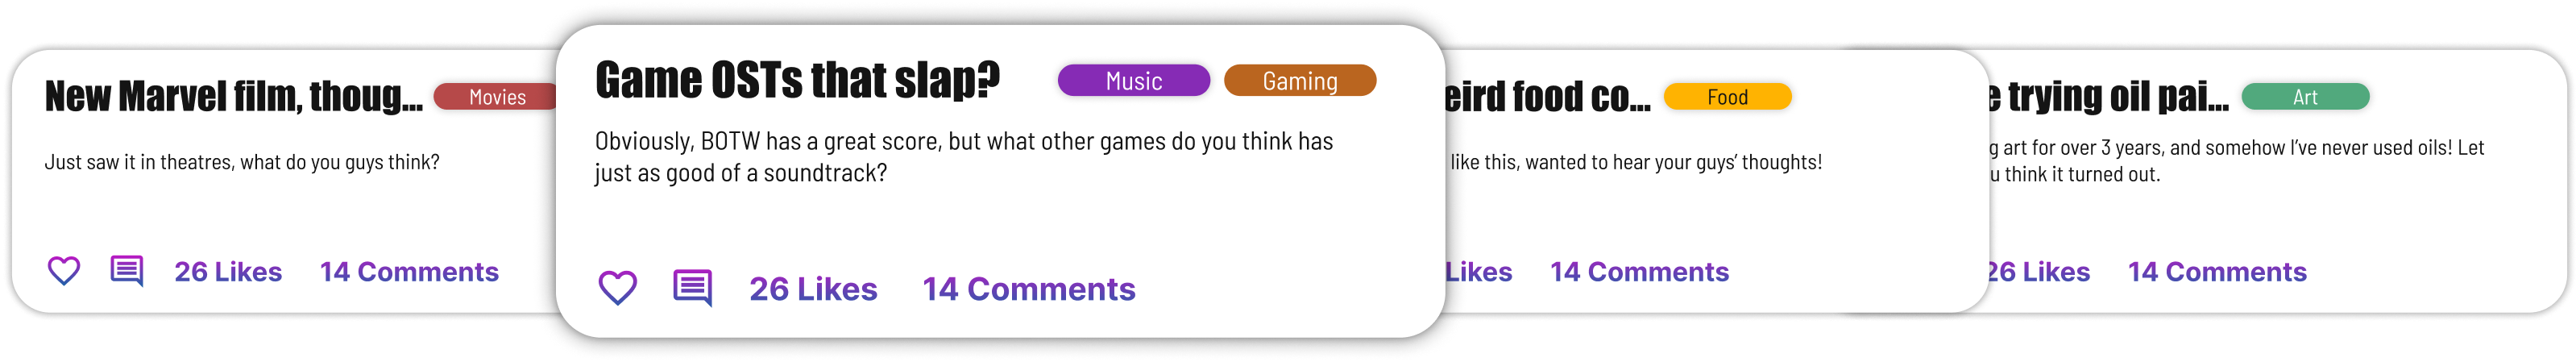 New Marvel film, thoug...
Movies
Just saw it in theatres, what do you guys think?
26 Likes
14 Comments
Game OSTs that slap?
Music
Gaming
Obviously, BOTW has a great score, but what other games do you think has
just as good of a soundtrack?
26 Likes
14 Comments
food co...
Food
like this, wanted to hear your guys’ thoughts!
Likes
14 Comments
trying oil pai...
Art
art for over 3 years, and somehow I’ve never used oils! Let
think it turned out.
26 Likes
14 Comments